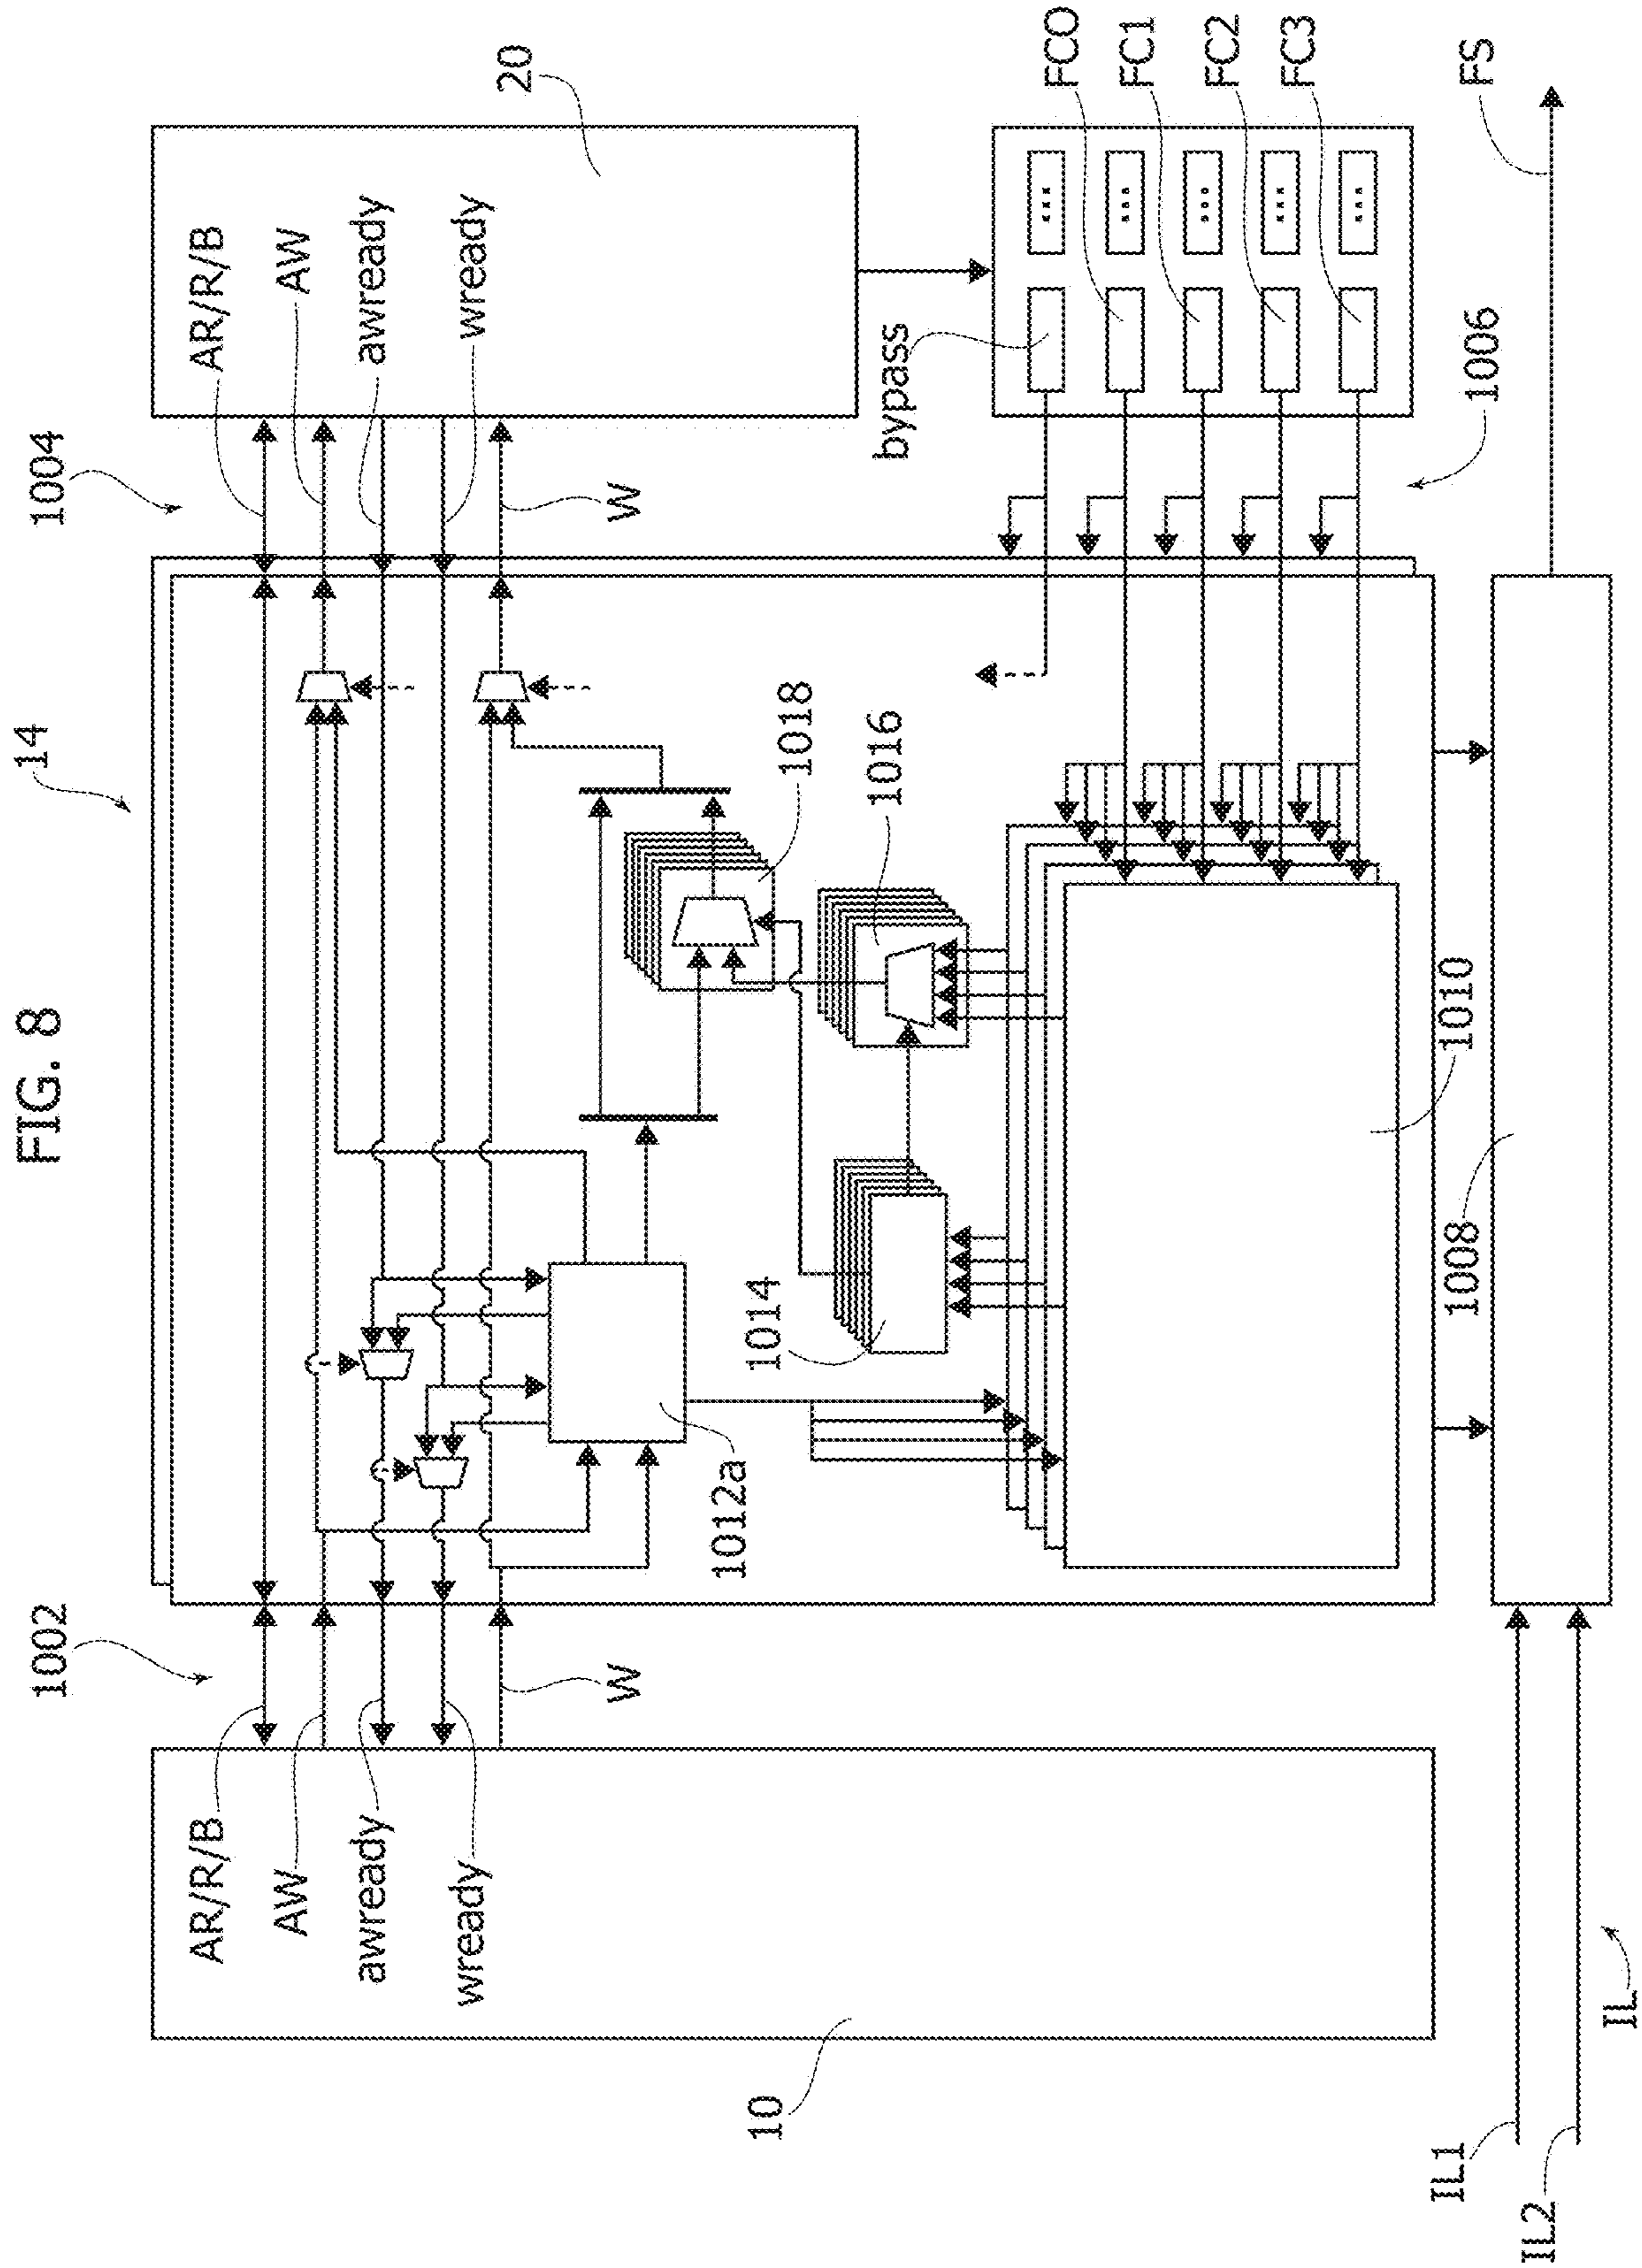 FIG. 8
14
1002
1004
AR/R/B
AW
awready
wready
W
10
AR/R/B
AW
awready
wready
W
20
1012a
1014
1018
1016
1010
bypass
FC0
FC1
FC2
FC3
1006
1008
FS
IL1
IL2
IL